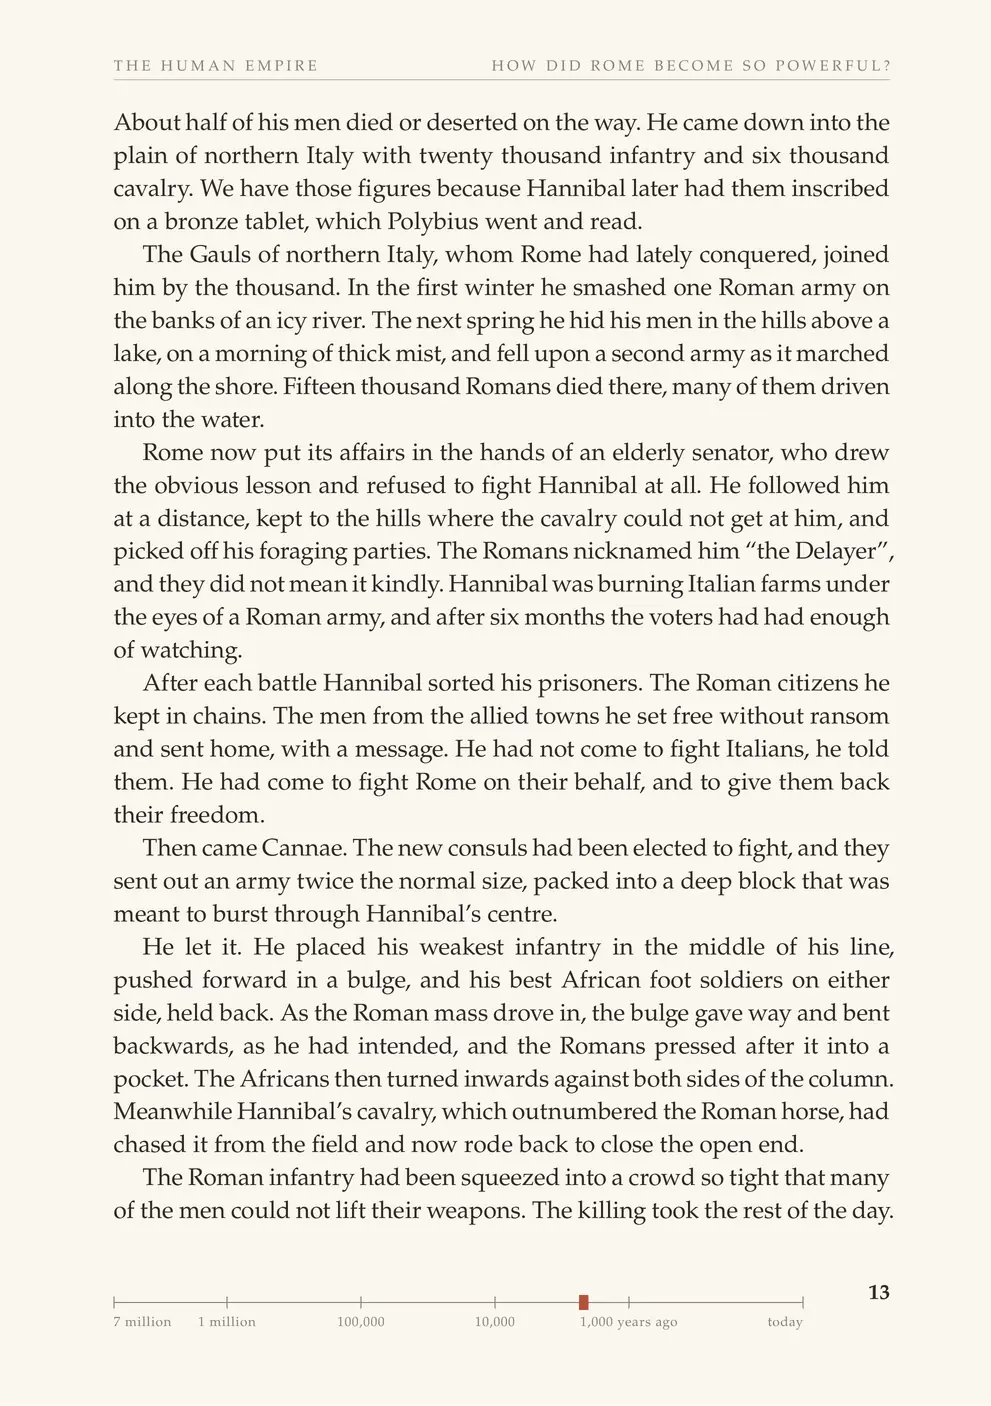 THE HUMAN EMPIRE
HOW DID ROME BECOME SO POWERFUL?
About half of his men died or deserted on the way. He came down into the
plain of northern Italy with twenty thousand infantry and six thousand
cavalry. We have those figures because Hannibal later had them inscribed
on a bronze tablet, which Polybius went and read.
The Gauls of northern Italy, whom Rome had lately conquered, joined
him by the thousand. In the first winter he smashed one Roman army on
the banks of an icy river. The next spring he hid his men in the hills above a
lake, on a morning of thick mist, and fell upon a second army as it marched
along the shore. Fifteen thousand Romans died there, many of them driven
into the water.
Rome now put its affairs in the hands of an elderly senator, who drew
the obvious lesson and refused to fight Hannibal at all. He followed him
at a distance, kept to the hills where the cavalry could not get at him, and
picked off his foraging parties. The Romans nicknamed him “the Delayer”,
and they did not mean it kindly. Hannibal was burning Italian farms under
the eyes of a Roman army, and after six months the voters had had enough
of watching.
After each battle Hannibal sorted his prisoners. The Roman citizens he
kept in chains. The men from the allied towns he set free without ransom
and sent home, with a message. He had not come to fight Italians, he told
them. He had come to fight Rome on their behalf, and to give them back
their freedom.
Then came Cannae. The new consuls had been elected to fight, and they
sent out an army twice the normal size, packed into a deep block that was
meant to burst through Hannibal’s centre.
He let it. He placed his weakest infantry in the middle of his line,
pushed forward in a bulge, and his best African foot soldiers on either
side, held back. As the Roman mass drove in, the bulge gave way and bent
backwards, as he had intended, and the Romans pressed after it into a
pocket. The Africans then turned inwards against both sides of the column.
Meanwhile Hannibal’s cavalry, which outnumbered the Roman horse, had
chased it from the field and now rode back to close the open end.
The Roman infantry had been squeezed into a crowd so tight that many
of the men could not lift their weapons. The killing took the rest of the day.
13
7 million
1 million
100,000
10,000
1,000 years ago
today